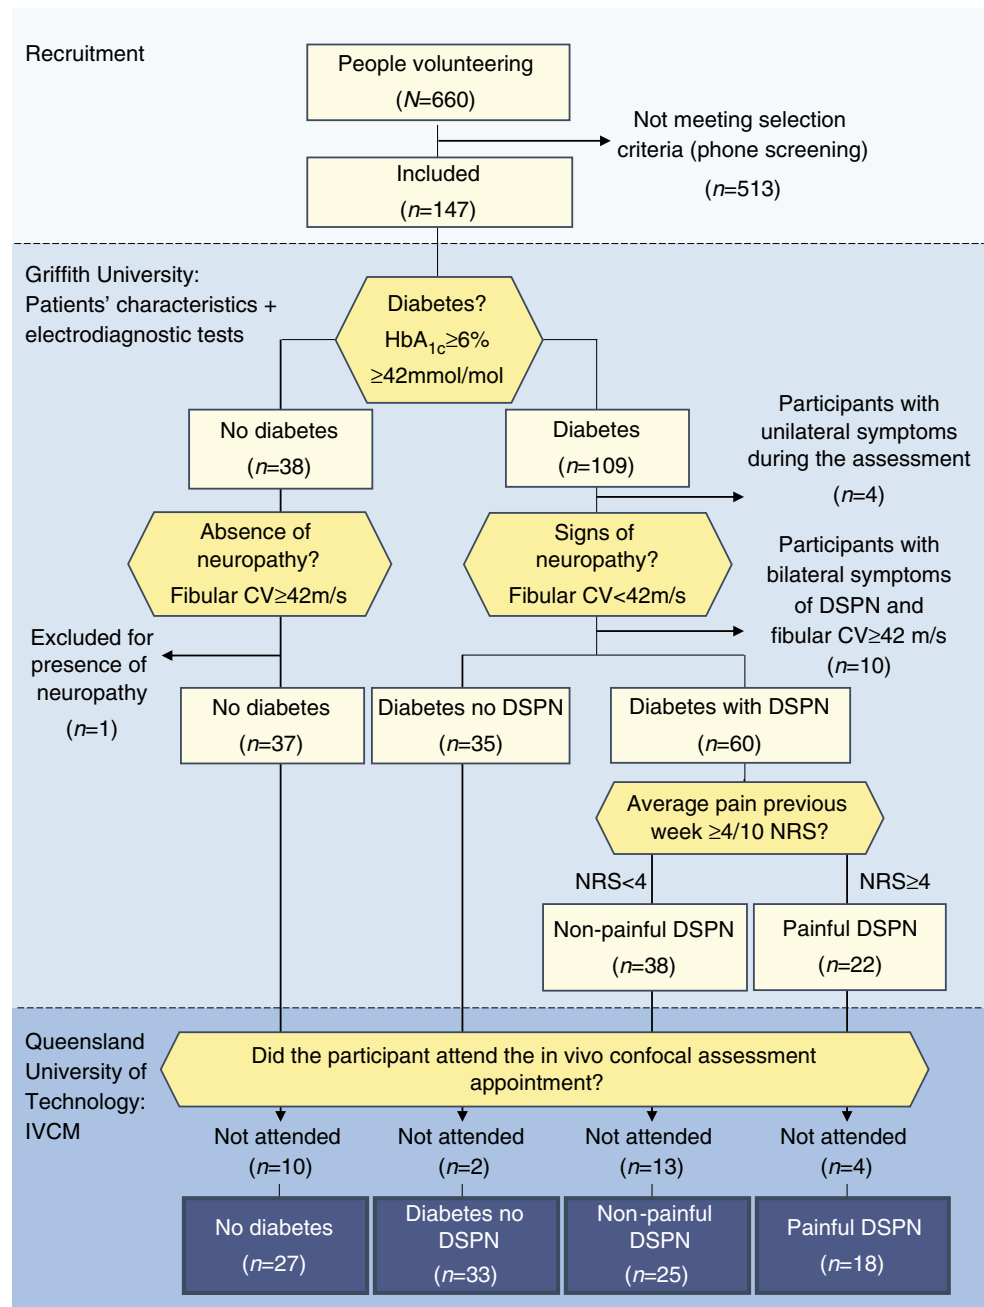 Recruitment
People volunteering
(N=660)
Not meeting selection
criteria (phone screening)
(n=513)
Included
(n=147)
Griffith University:
Patients' characteristics +
electrodiagnostic tests
Diabetes?
HbA1c≥6%
≥42mmol/mol
No diabetes
(n=38)
Diabetes
(n=109)
Participants with
unilateral symptoms
during the assessment
(n=4)
Absence of
neuropathy?
Fibular CV≥42m/s
Signs of
neuropathy?
Fibular CV<42m/s
Participants with
bilateral symptoms
of DSPN and
fibular CV≥42 m/s
(n=10)
Excluded for
presence of
neuropathy
(n=1)
No diabetes
(n=37)
Diabetes no DSPN
(n=35)
Diabetes with DSPN
(n=60)
Average pain previous
week ≥4/10 NRS?
NRS<4
NRS≥4
Non-painful DSPN
(n=38)
Painful DSPN
(n=22)
Queensland
University of
Technology:
IVCM
Did the participant attend the in vivo confocal assessment
appointment?
Not attended
(n=10)
Not attended
(n=2)
Not attended
(n=13)
Not attended
(n=4)
No diabetes
(n=27)
Diabetes no
DSPN
(n=33)
Non-painful
DSPN
(n=25)
Painful DSPN
(n=18)